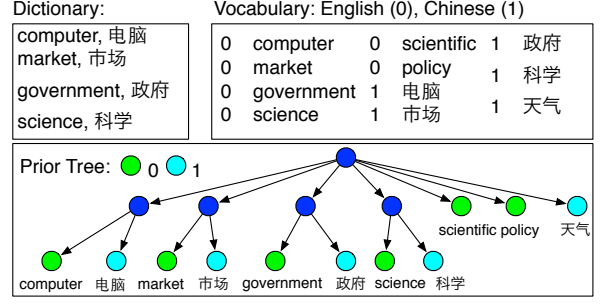 Dictionary:
computer, 电脑
market, 市场
government, 政府
science, 科学
Vocabulary: English (0), Chinese (1)
0 computer 0 scientific 1 政府
0 market 0 policy 1 科学
0 government 1 电脑 1 天气
0 science 1 市场
Prior Tree: 0 1
scientific policy 天气
computer 电脑 market 市场 government 政府 science 科学